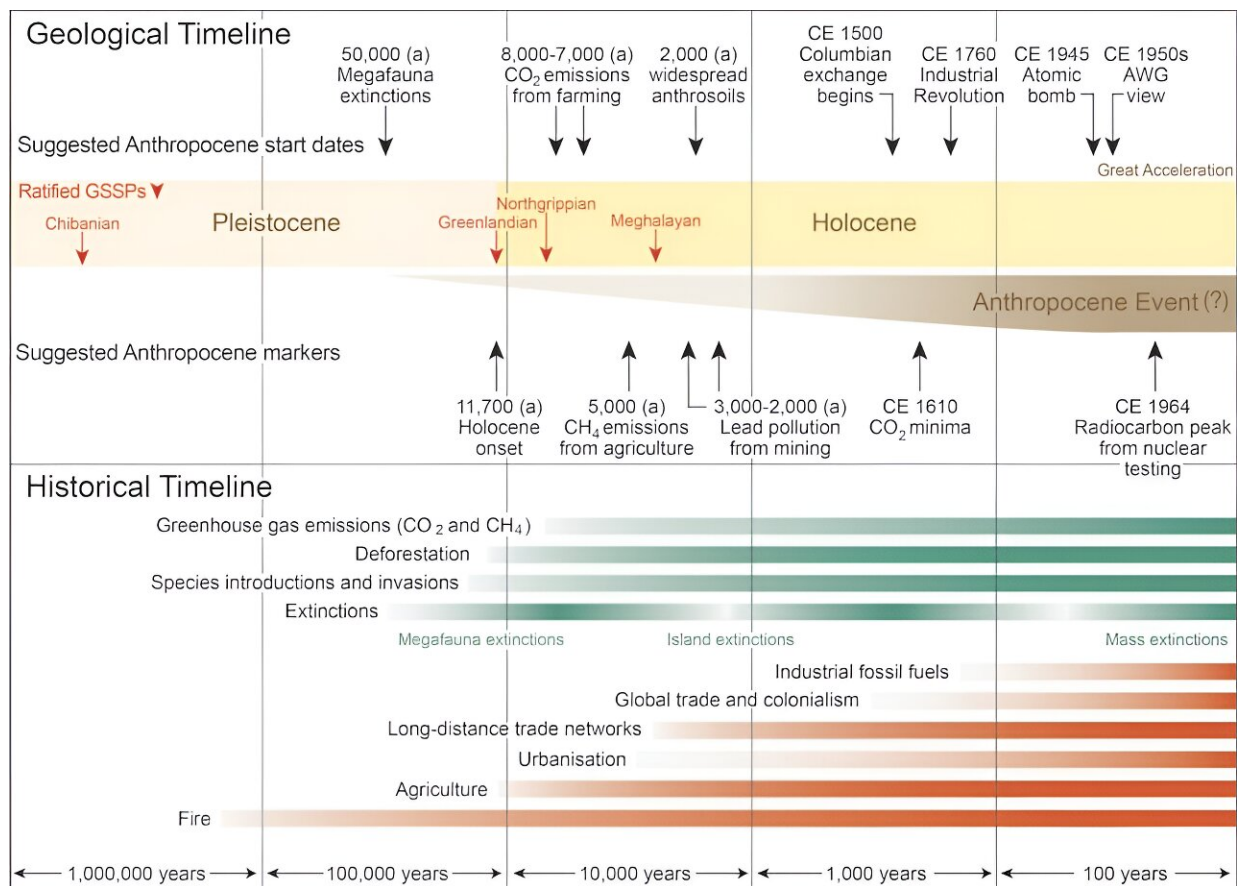 Geological Timeline
50,000 (a)
Megafauna
extinctions
8,000-7,000 (a)
CO2 emissions
from farming
2,000 (a)
widespread
anthrosoils
CE 1500
Columbian
exchange
begins
CE 1760
Industrial
Revolution
CE 1945
Atomic
bomb
CE 1950s
AWG
view
Suggested Anthropocene start dates
Great Acceleration
Ratified GSSPs
Chibanian
Pleistocene
Greenlandian
Northgrippian
Meghalayan
Holocene
Anthropocene Event (?)
Suggested Anthropocene markers
11,700 (a)
Holocene
onset
5,000 (a)
CH4 emissions
from agriculture
3,000-2,000 (a)
Lead pollution
from mining
CE 1610
CO2 minima
CE 1964
Radiocarbon peak
from nuclear
testing
Historical Timeline
Greenhouse gas emissions (CO2 and CH4)
Deforestation
Species introductions and invasions
Extinctions
Megafauna extinctions
Island extinctions
Mass extinctions
Industrial fossil fuels
Global trade and colonialism
Long-distance trade networks
Urbanisation
Agriculture
Fire
1,000,000 years
100,000 years
10,000 years
1,000 years
100 years